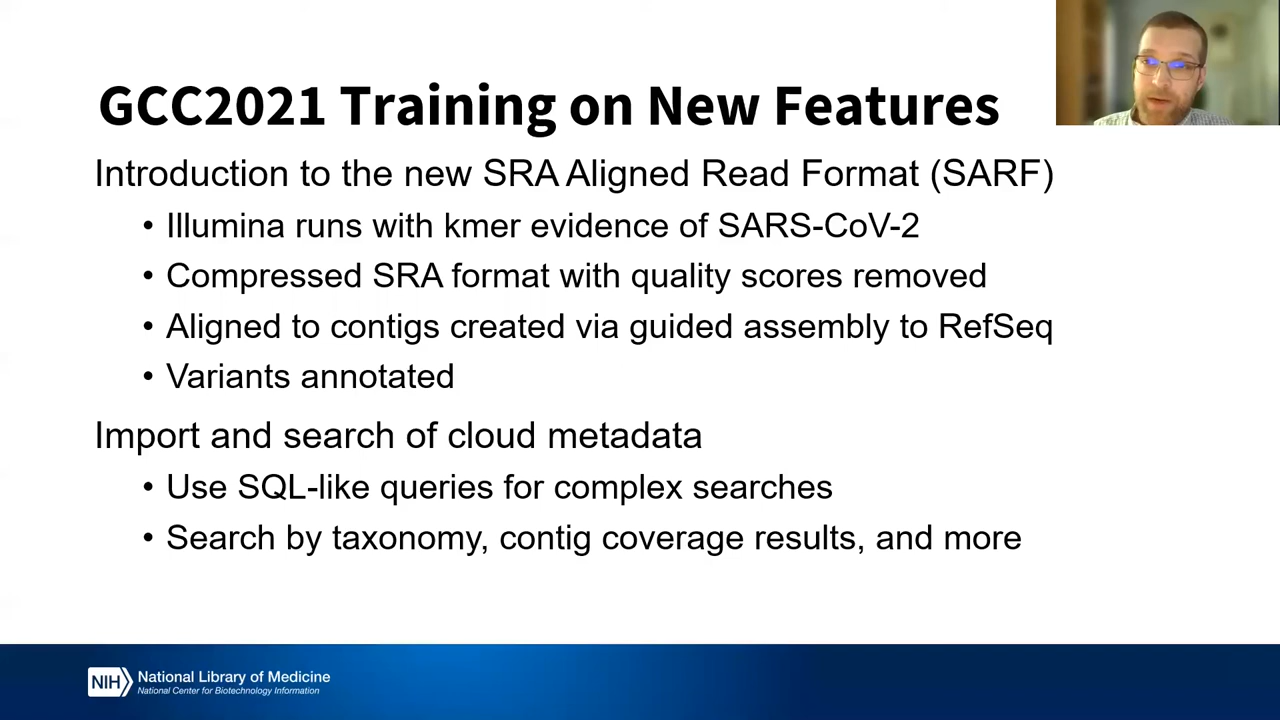 GCC2021 Training on New Features
Introduction to the new SRA Aligned Read Format (SARF)
• Illumina runs with kmer evidence of SARS-CoV-2
• Compressed SRA format with quality scores removed
• Aligned to contigs created via guided assembly to RefSeq
• Variants annotated
Import and search of cloud metadata
• Use SQL-like queries for complex searches
• Search by taxonomy, contig coverage results, and more
NIH National Library of Medicine
National Center for Biotechnology Information